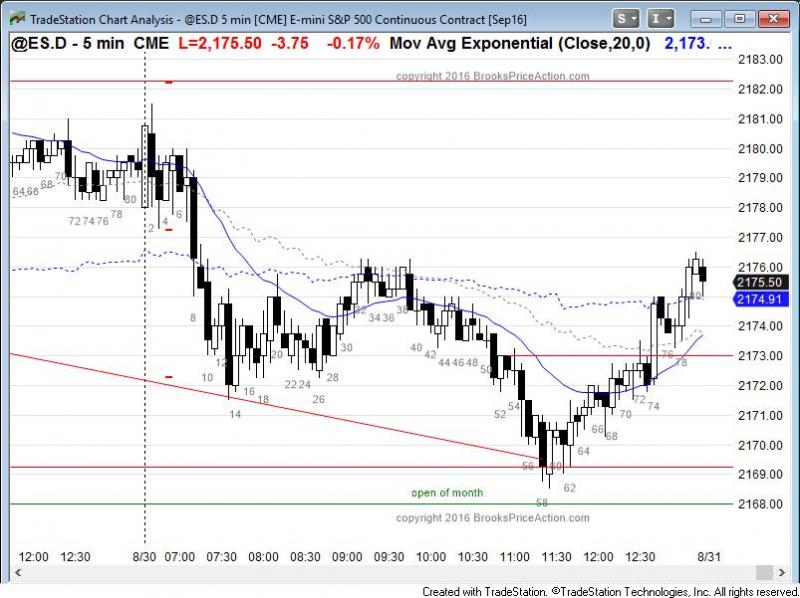 TradeStation Chart Analysis - @ES.D 5 min [CME] E-mini S&P 500 Continuous Contract [Sep16]
S
I
@ES.D - 5 min CME L=2,175.50 -3.75 -0.17% Mov Avg Exponential (Close,20,0) 2,173. ...
copyright 2016 BrooksPriceAction.com
2183.00
2182.00
2181.00
2180.00
2179.00
2178.00
2177.00
2176.00
2175.50
2174.91
2174.00
2173.00
2172.00
2171.00
2170.00
2169.00
2168.00
64 66 68 70
72 74 76 78 80
2 4 6
8
10 12
14
16 18
20
22 24
26
28
30
32 34 36 38
40 42
44 46 48
50
52 54
56
58
60
62
64
66 68
70
72 74
76
78
80
open of month
copyright 2016 BrooksPriceAction.com
12:00 12:30 8/30 07:00 07:30 08:00 08:30 09:00 09:30 10:00 10:30 11:00 11:30 12:00 12:30 8/31
Created with TradeStation. ©TradeStation Technologies, Inc. All rights reserved.